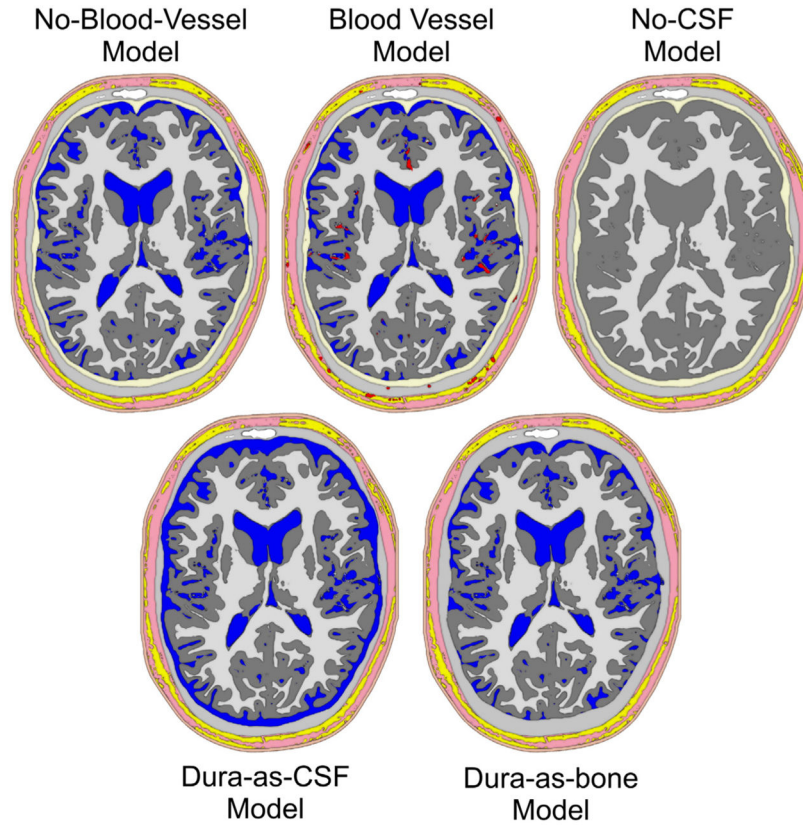 No-Blood-Vessel
Model
Blood Vessel
Model
No-CSF
Model
Dura-as-CSF
Model
Dura-as-bone
Model